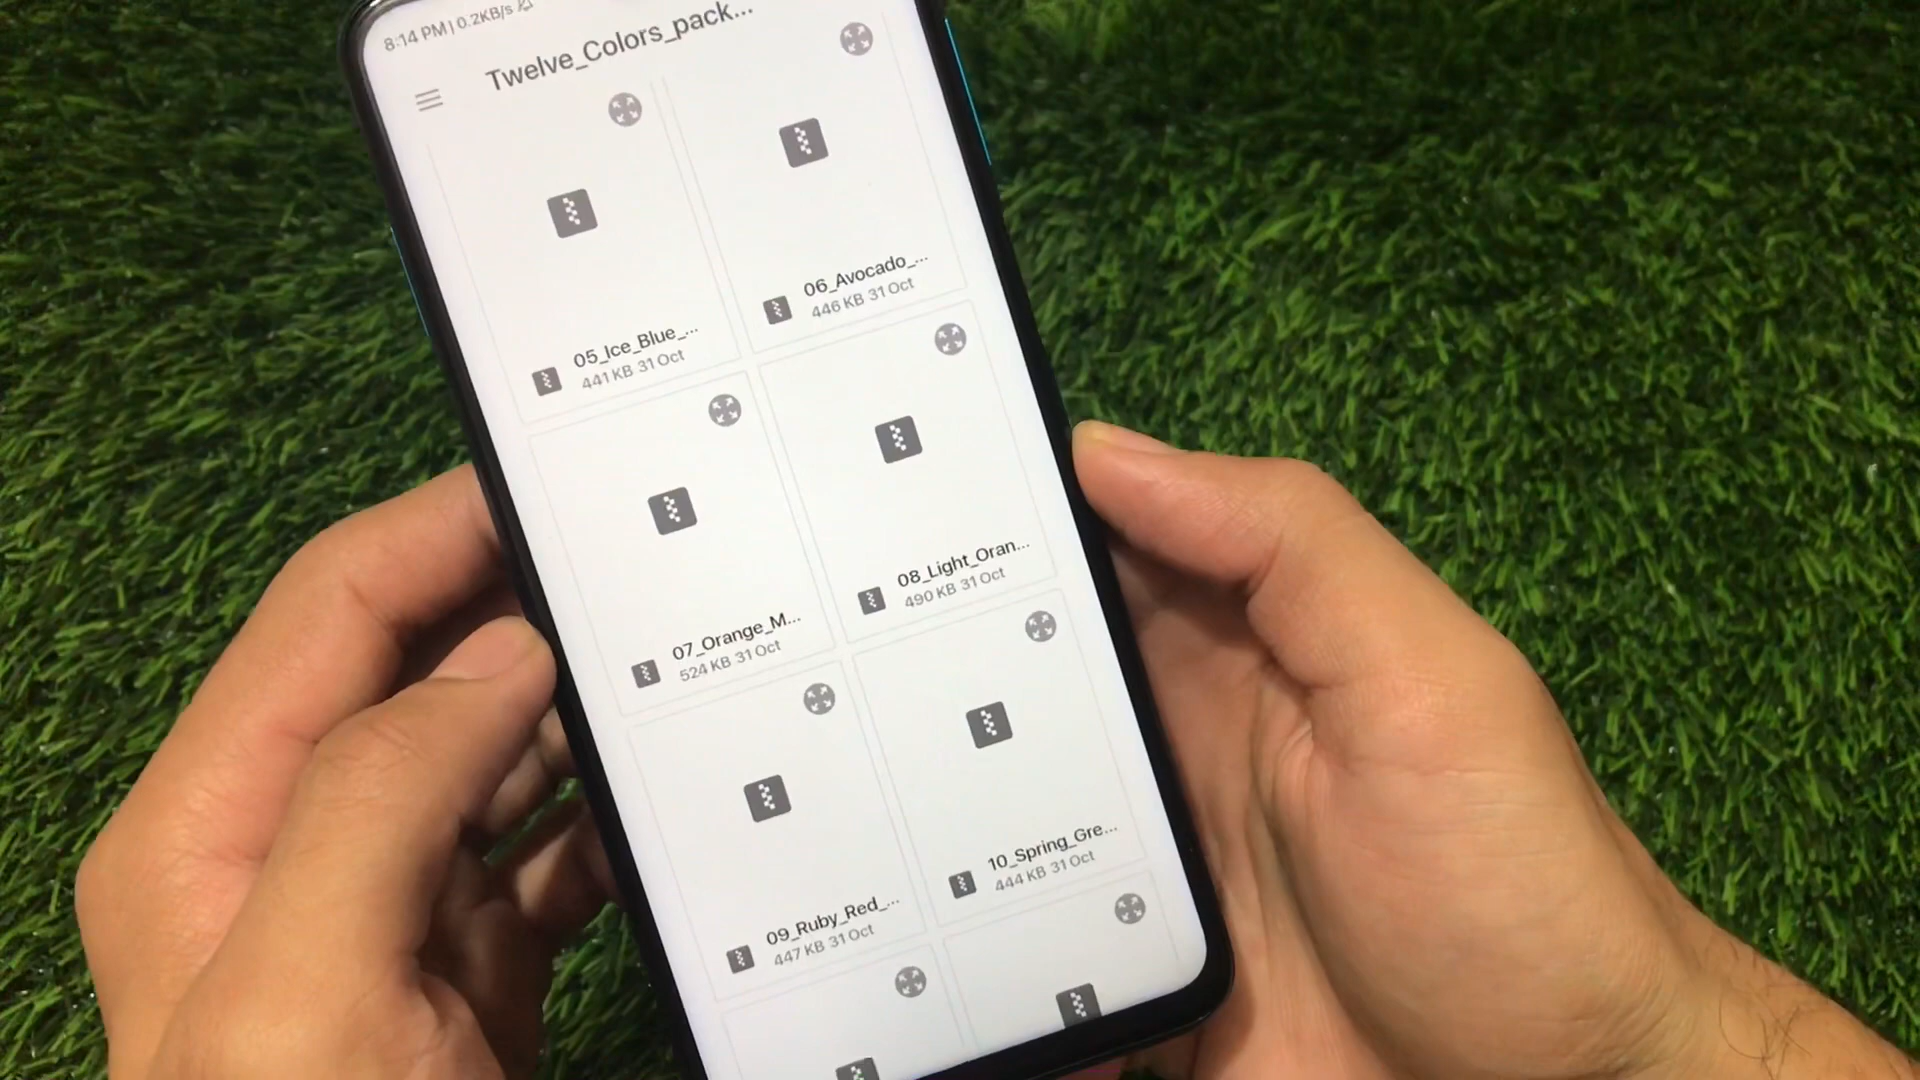 8:14 PM | 0.2KB/s
Twelve_Colors_pack...
05_Ice_Blue_...
441 KB 31 Oct
06_Avocado_...
446 KB 31 Oct
07_Orange_M...
524 KB 31 Oct
08_Light_Oran...
490 KB 31 Oct
09_Ruby_Red_...
447 KB 31 Oct
10_Spring_Gre...
444 KB 31 Oct